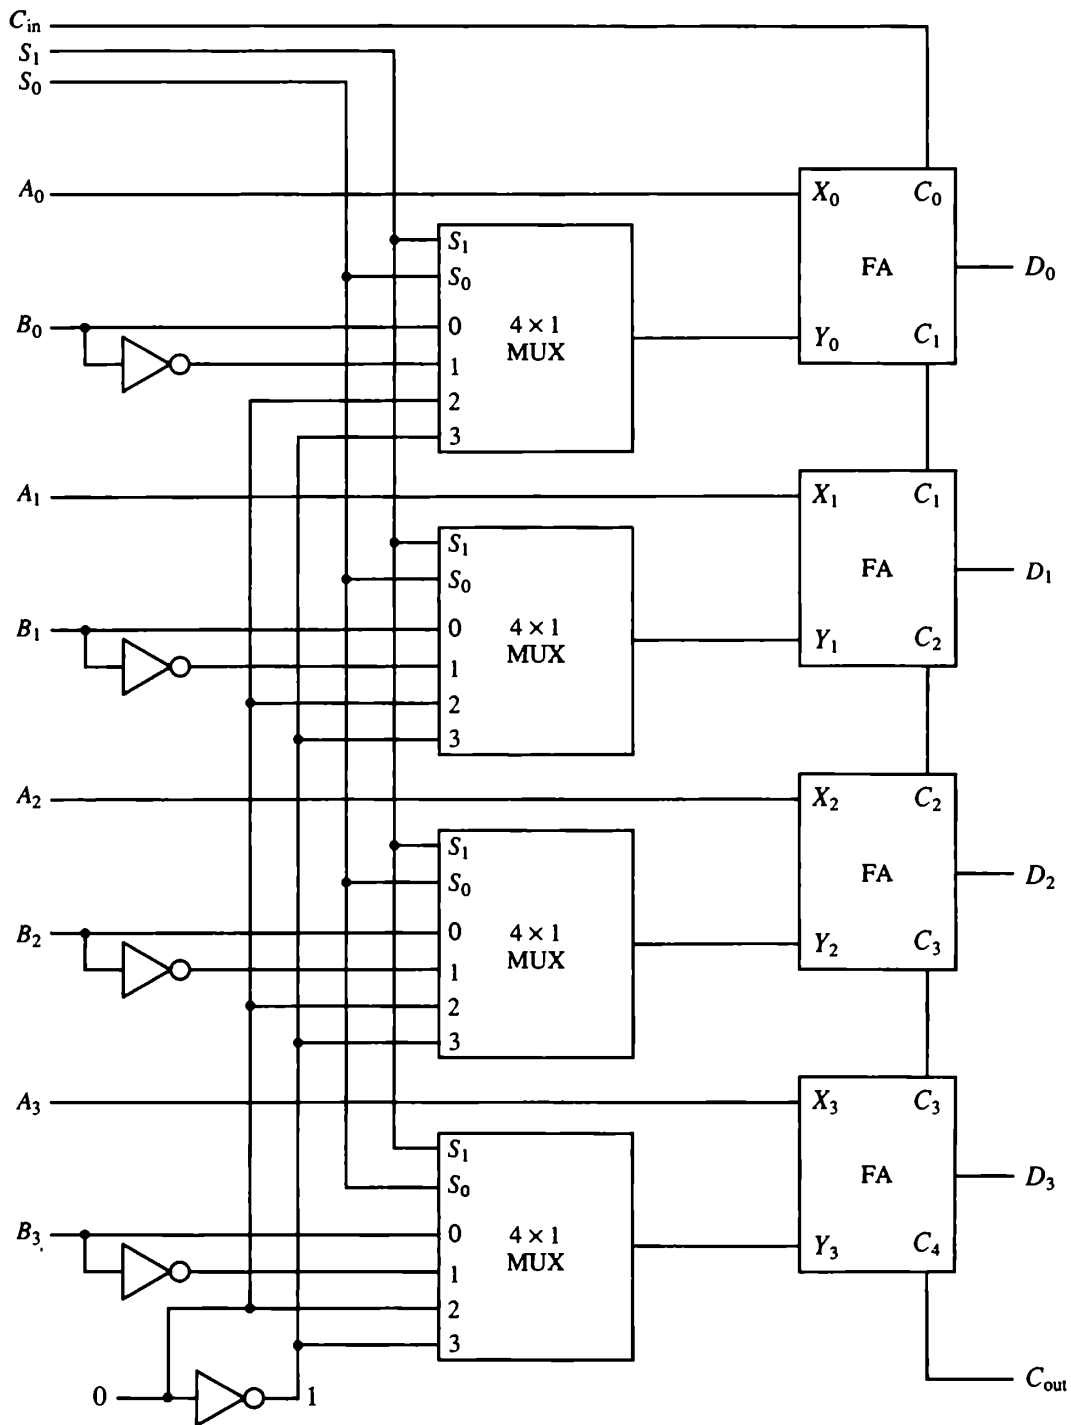 C_in
S_1
S_0
A_0 X_0 C_0
S_1
S_0 FA D_0
B_0 0 4 × 1 Y_0 C_1
MUX
1
2
3
A_1 X_1 C_1
S_1
S_0 FA D_1
B_1 0 4 × 1 Y_1 C_2
MUX
1
2
3
A_2 X_2 C_2
S_1
S_0 FA D_2
B_2 0 4 × 1 Y_2 C_3
MUX
1
2
3
A_3 X_3 C_3
S_1
S_0 FA D_3
B_3 0 4 × 1 Y_3 C_4
MUX
1
2
3
0 1 C_out